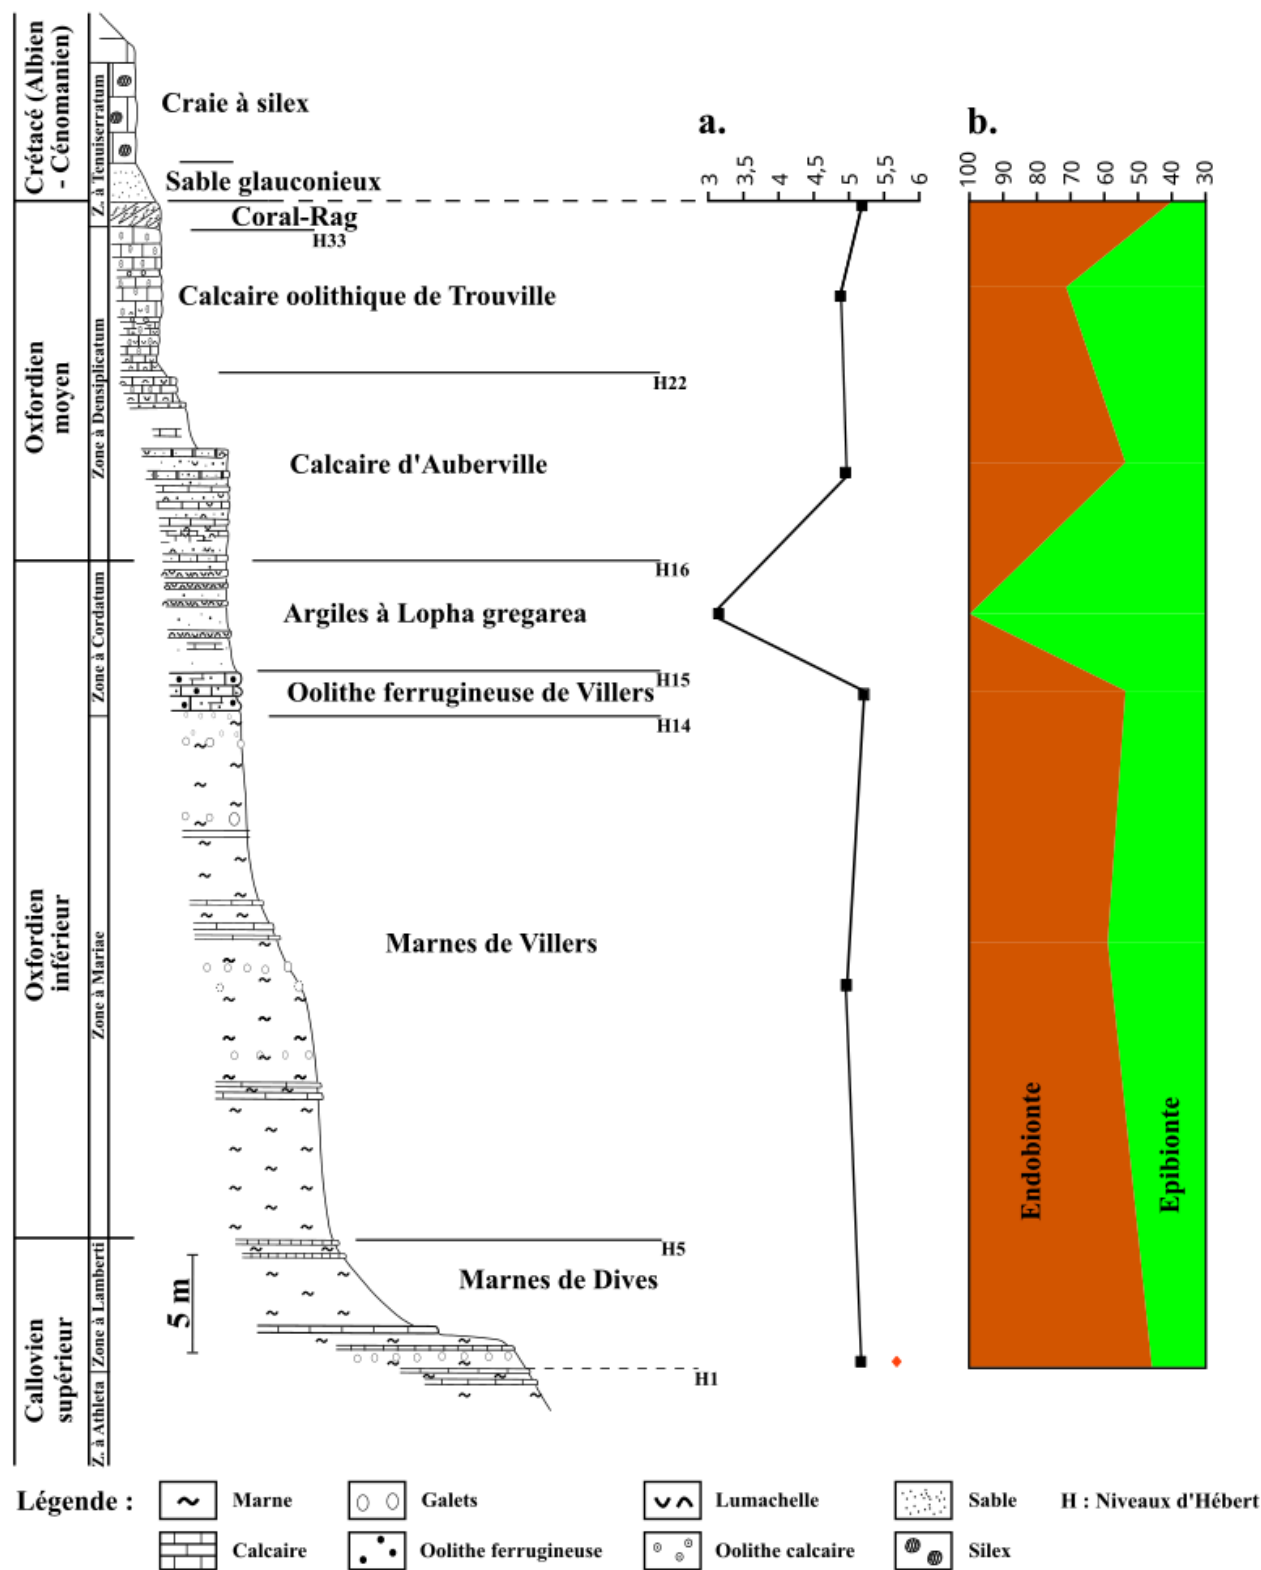 Crétacé (Albien
- Cénomanien)
Z. à Tenuiserratum
Craie à silex
Sable glauconieux
Coral-Rag
H33
a.
3
3,5
4
4,5
5
5,5
6
b.
100
90
80
70
60
50
40
30
Oxfordien
moyen
Zone à Densiplicatum
Calcaire oolithique de Trouville
H22
Calcaire d'Auberville
H16
Zone à Cordatum
Argiles à Lopha gregarea
H15
Oolithe ferrugineuse de Villers
H14
Oxfordien
inférieur
Zone à Mariae
Marnes de Villers
Endobionte
Epibionte
H5
Callovien
supérieur
Zone à Lamberti
Z. à Athleta
5 m
Marnes de Dives
H1
Légende :
Marne
Galets
Lumachelle
Sable
H : Niveaux d'Hébert
Calcaire
Oolithe ferrugineuse
Oolithe calcaire
Silex